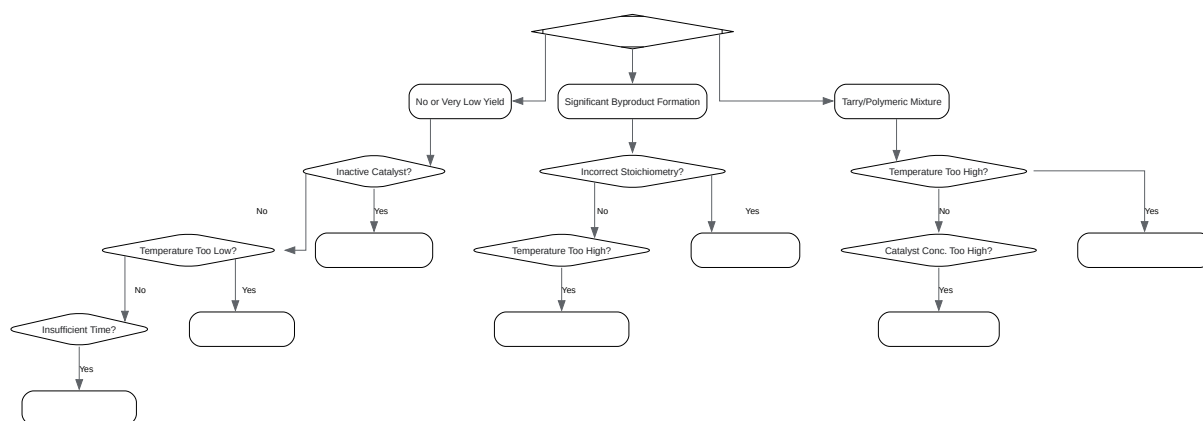 No or Very Low Yield
Significant Byproduct Formation
Tarry/Polymeric Mixture
Inactive Catalyst?
Incorrect Stoichiometry?
Temperature Too High?
No
Yes
No
Yes
No
Yes
Temperature Too Low?
Temperature Too High?
Catalyst Conc. Too High?
No
Yes
Yes
Yes
Insufficient Time?
Yes